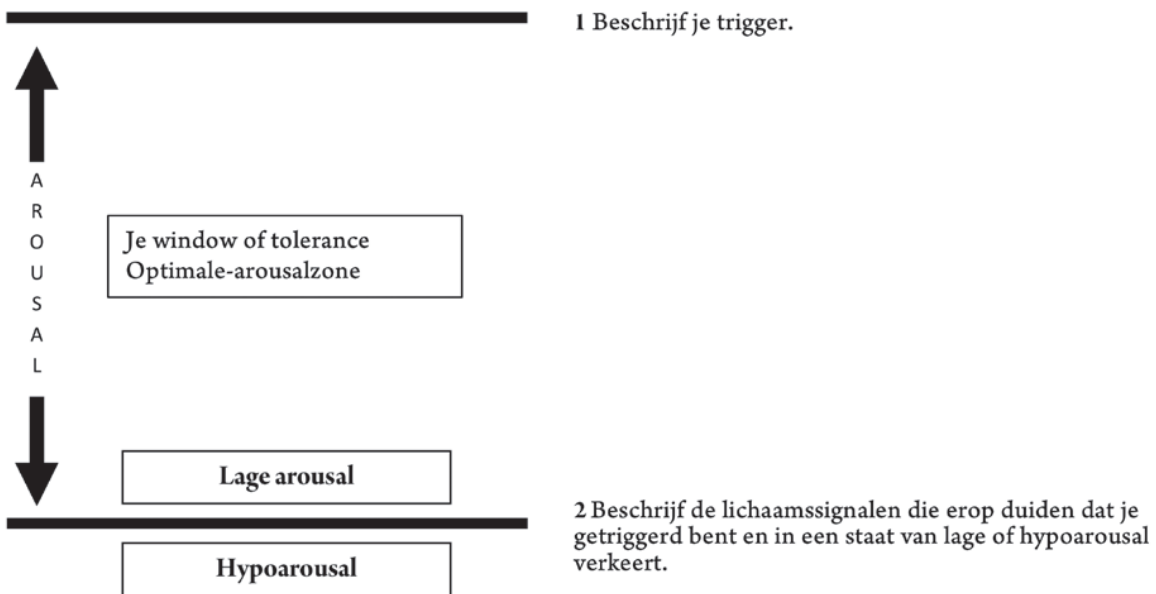 1 Beschrijf je trigger.
A
R
O
U
S
A
L
Je window of tolerance
Optimale-arousalzone
Lage arousal
2 Beschrijf de lichaamssignalen die erop duiden dat je
getriggerd bent en in een staat van lage of hypoarousal
verkeert.
Hypoarousal